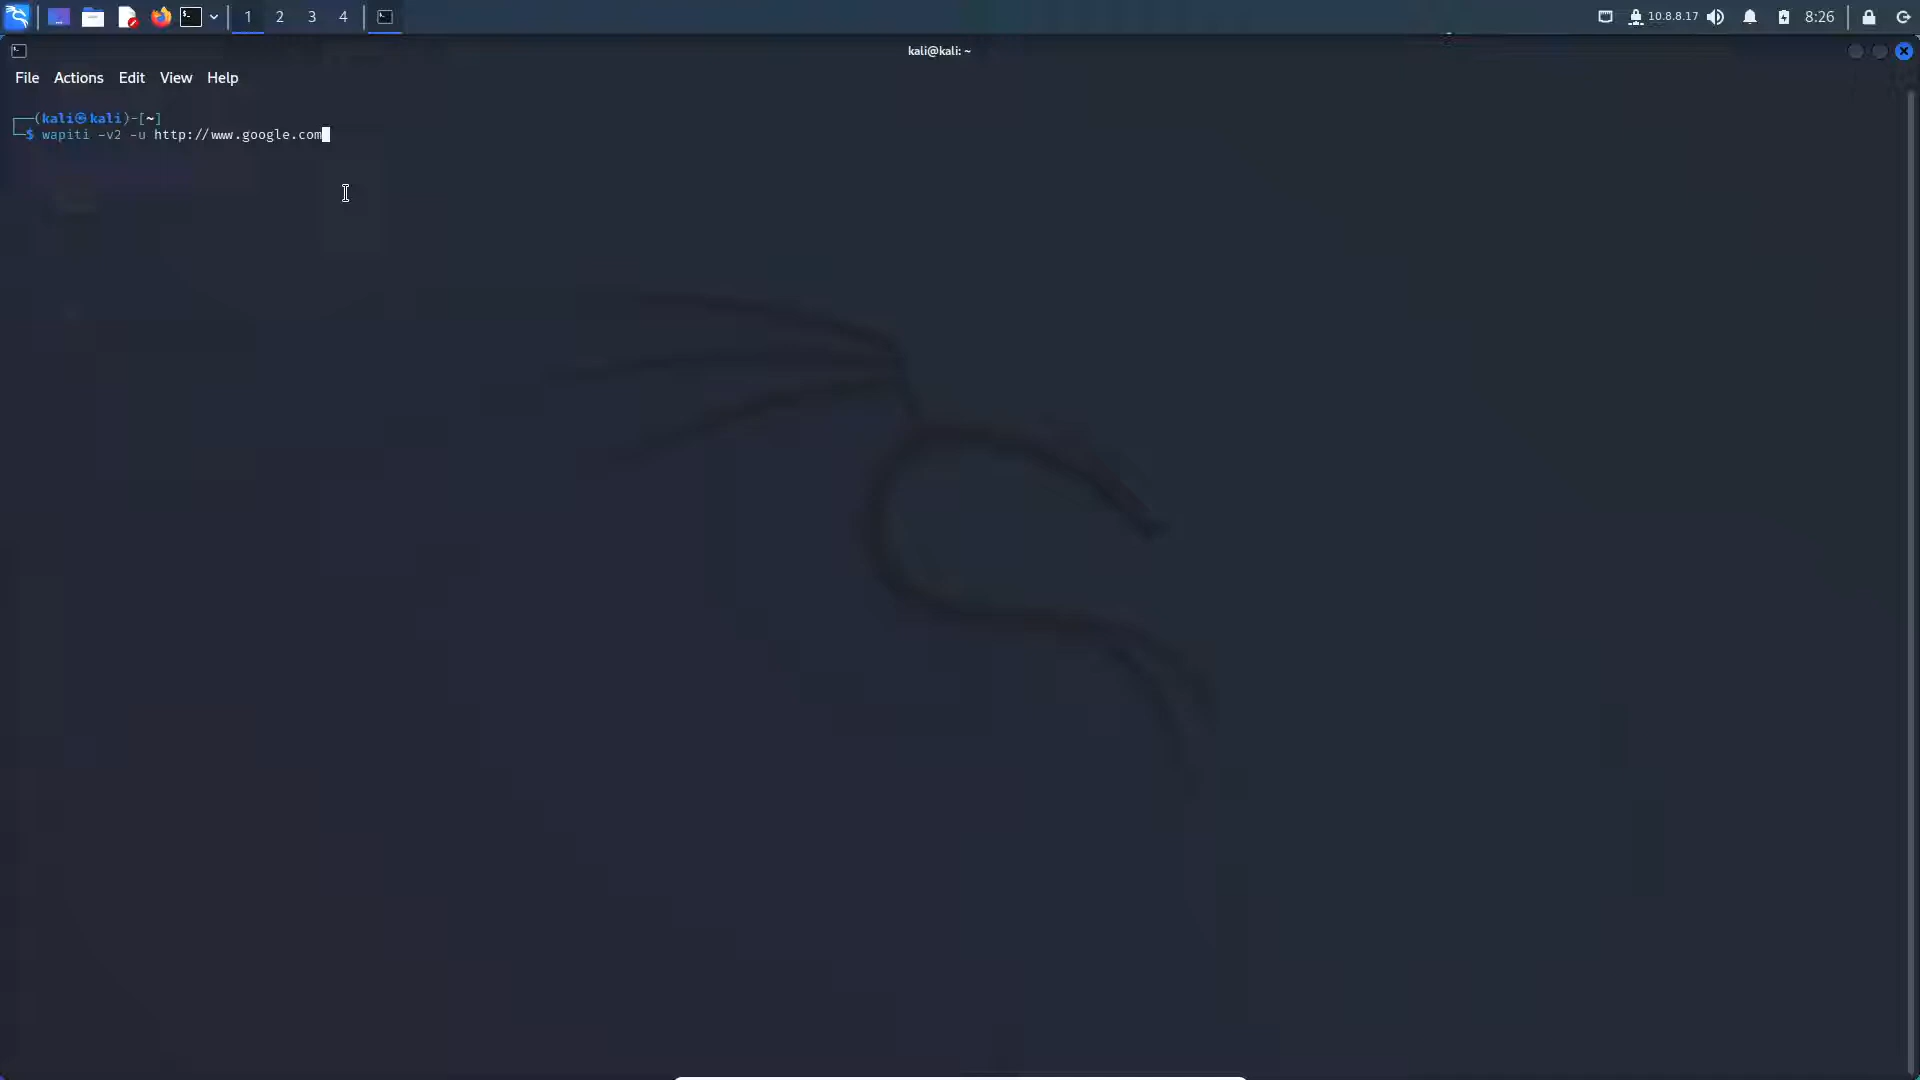 1 2 3 4 10.8.8.17 8:26
kali@kali: ~
File Actions Edit View Help
┌──(kali㉿kali)-[~]
└─$ wapiti -v2 -u http://www.google.com